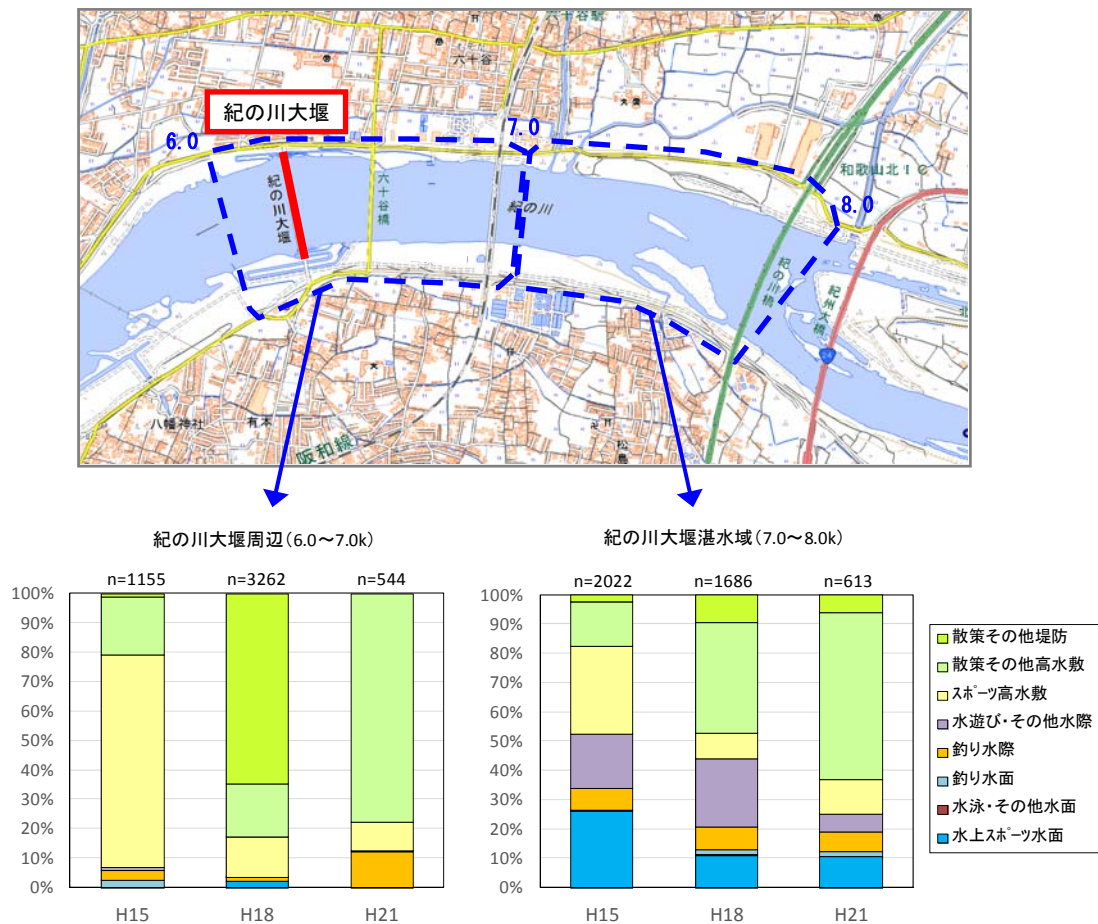 六十谷駅
六十谷
紀の川大堰
6.0
7.0
8.0
和歌山北IC
紀の川大堰
六十谷橋
紀の川
紀の川橋
紀州大橋
24
北
八幡神社
有本
阪和線
松島
紀の川大堰周辺(6.0～7.0k)
紀の川大堰湛水域(7.0～8.0k)
n=1155
n=3262
n=544
100%
90%
80%
70%
60%
50%
40%
30%
20%
10%
0%
H15
H18
H21
n=2022
n=1686
n=613
100%
90%
80%
70%
60%
50%
40%
30%
20%
10%
0%
H15
H18
H21
散策その他堤防
散策その他高水敷
ｽﾎﾟｰﾂ高水敷
水遊び・その他水際
釣り水際
釣り水面
水泳・その他水面
水上スポーツ水面